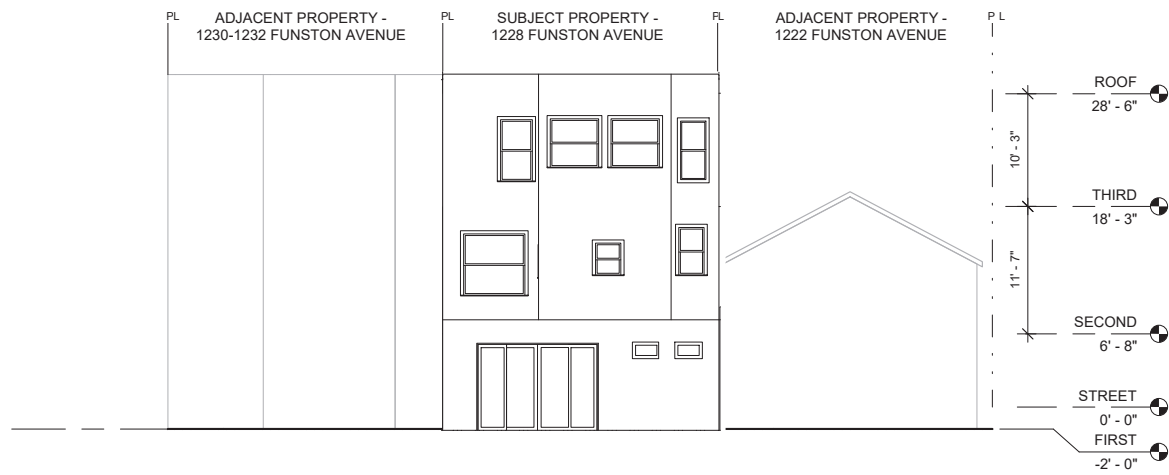 PL
ADJACENT PROPERTY -
1230-1232 FUNSTON AVENUE
PL
SUBJECT PROPERTY -
1228 FUNSTON AVENUE
PL
ADJACENT PROPERTY -
1222 FUNSTON AVENUE
P L
ROOF
28' - 6"
10' - 3"
THIRD
18' - 3"
11' - 7"
SECOND
6' - 8"
STREET
0' - 0"
FIRST
-2' - 0"